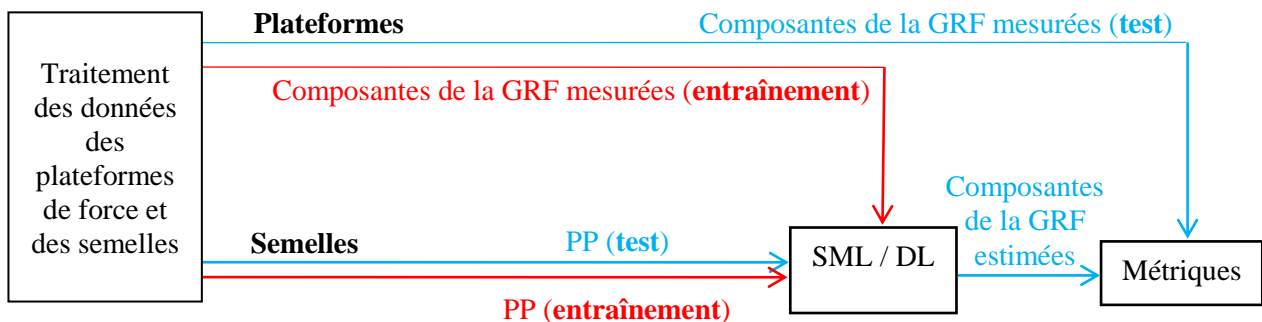 Plateformes
Composantes de la GRF mesurées (test)
Traitement
des données
des
plateformes
de force et
des semelles
Composantes de la GRF mesurées (entraînement)
Composantes
de la GRF
estimées
Semelles
PP (test)
SML / DL
Métriques
PP (entraînement)